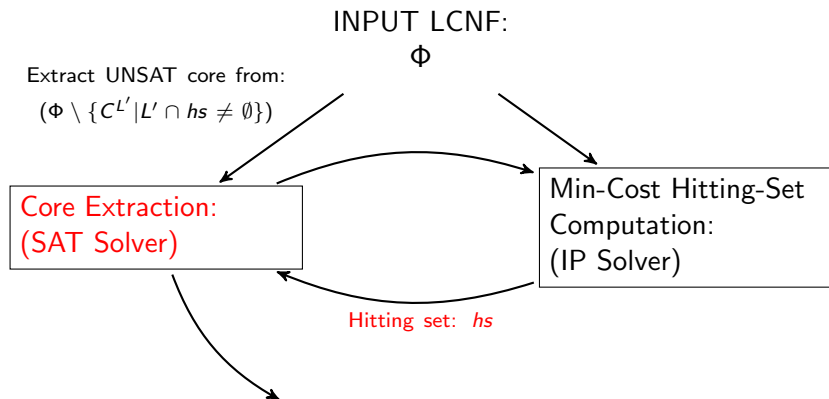 INPUT LCNF:
Φ
Extract UNSAT core from:
(Φ \ {C^{L′}|L′ ∩ hs ≠ ∅})
Core Extraction:
(SAT Solver)
Min-Cost Hitting-Set
Computation:
(IP Solver)
Hitting set: hs